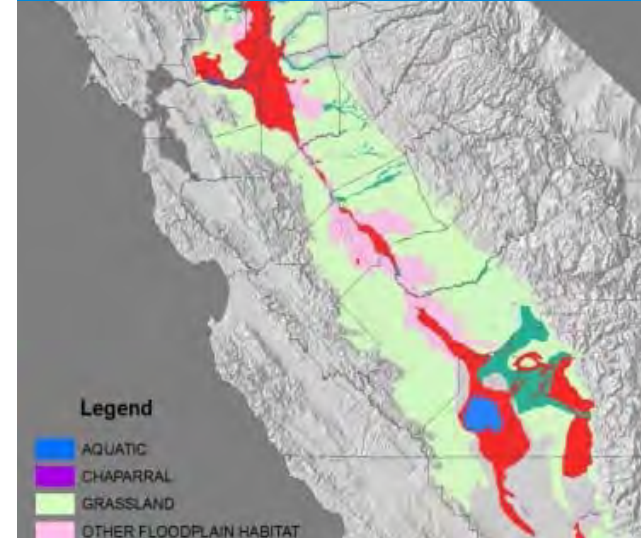 Legend
AQUATIC
CHAPARRAL
GRASSLAND
OTHER FLOODPLAIN HABITAT